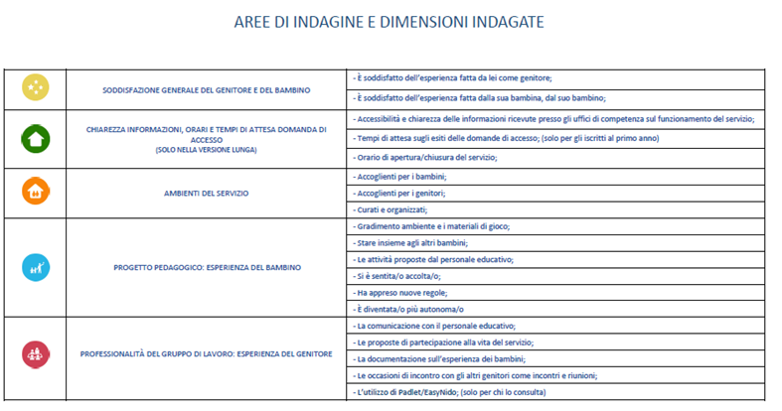 AREE DI INDAGINE E DIMENSIONI INDAGATE
SODDISFAZIONE GENERALE DEL GENITORE E DEL BAMBINO
- È soddisfatto dell'esperienza fatta da lei come genitore;
- È soddisfatto dell'esperienza fatta dalla sua bambina, dal suo bambino;
CHIAREZZA INFORMAZIONI, ORARI E TEMPI DI ATTESA DOMANDA DI
ACCESSO
(SOLO NELLA VERSIONE LUNGA)
- Accessibilità e chiarezza delle informazioni ricevute presso gli uffici di competenza sul funzionamento del servizio;
- Tempi di attesa sugli esiti delle domande di accesso; (solo per gli iscritti al primo anno)
- Orario di apertura/chiusura del servizio;
AMBIENTI DEL SERVIZIO
- Accoglienti per i bambini;
- Accoglienti per i genitori;
- Curati e organizzati;
PROGETTO PEDAGOGICO: ESPERIENZA DEL BAMBINO
- Gradimento ambiente e i materiali di gioco;
- Stare insieme agli altri bambini;
- Le attività proposte dal personale educativo;
- Si è sentita/o accolta/o;
- Ha appreso nuove regole;
- È diventata/o più autonoma/o
PROFESSIONALITÀ DEL GRUPPO DI LAVORO: ESPERIENZA DEL GENITORE
- La comunicazione con il personale educativo;
- Le proposte di partecipazione alla vita del servizio;
- La documentazione sull'esperienza dei bambini;
- Le occasioni di incontro con gli altri genitori come incontri e riunioni;
- L'utilizzo di Padlet/EasyNido; (solo per chi lo consulta)